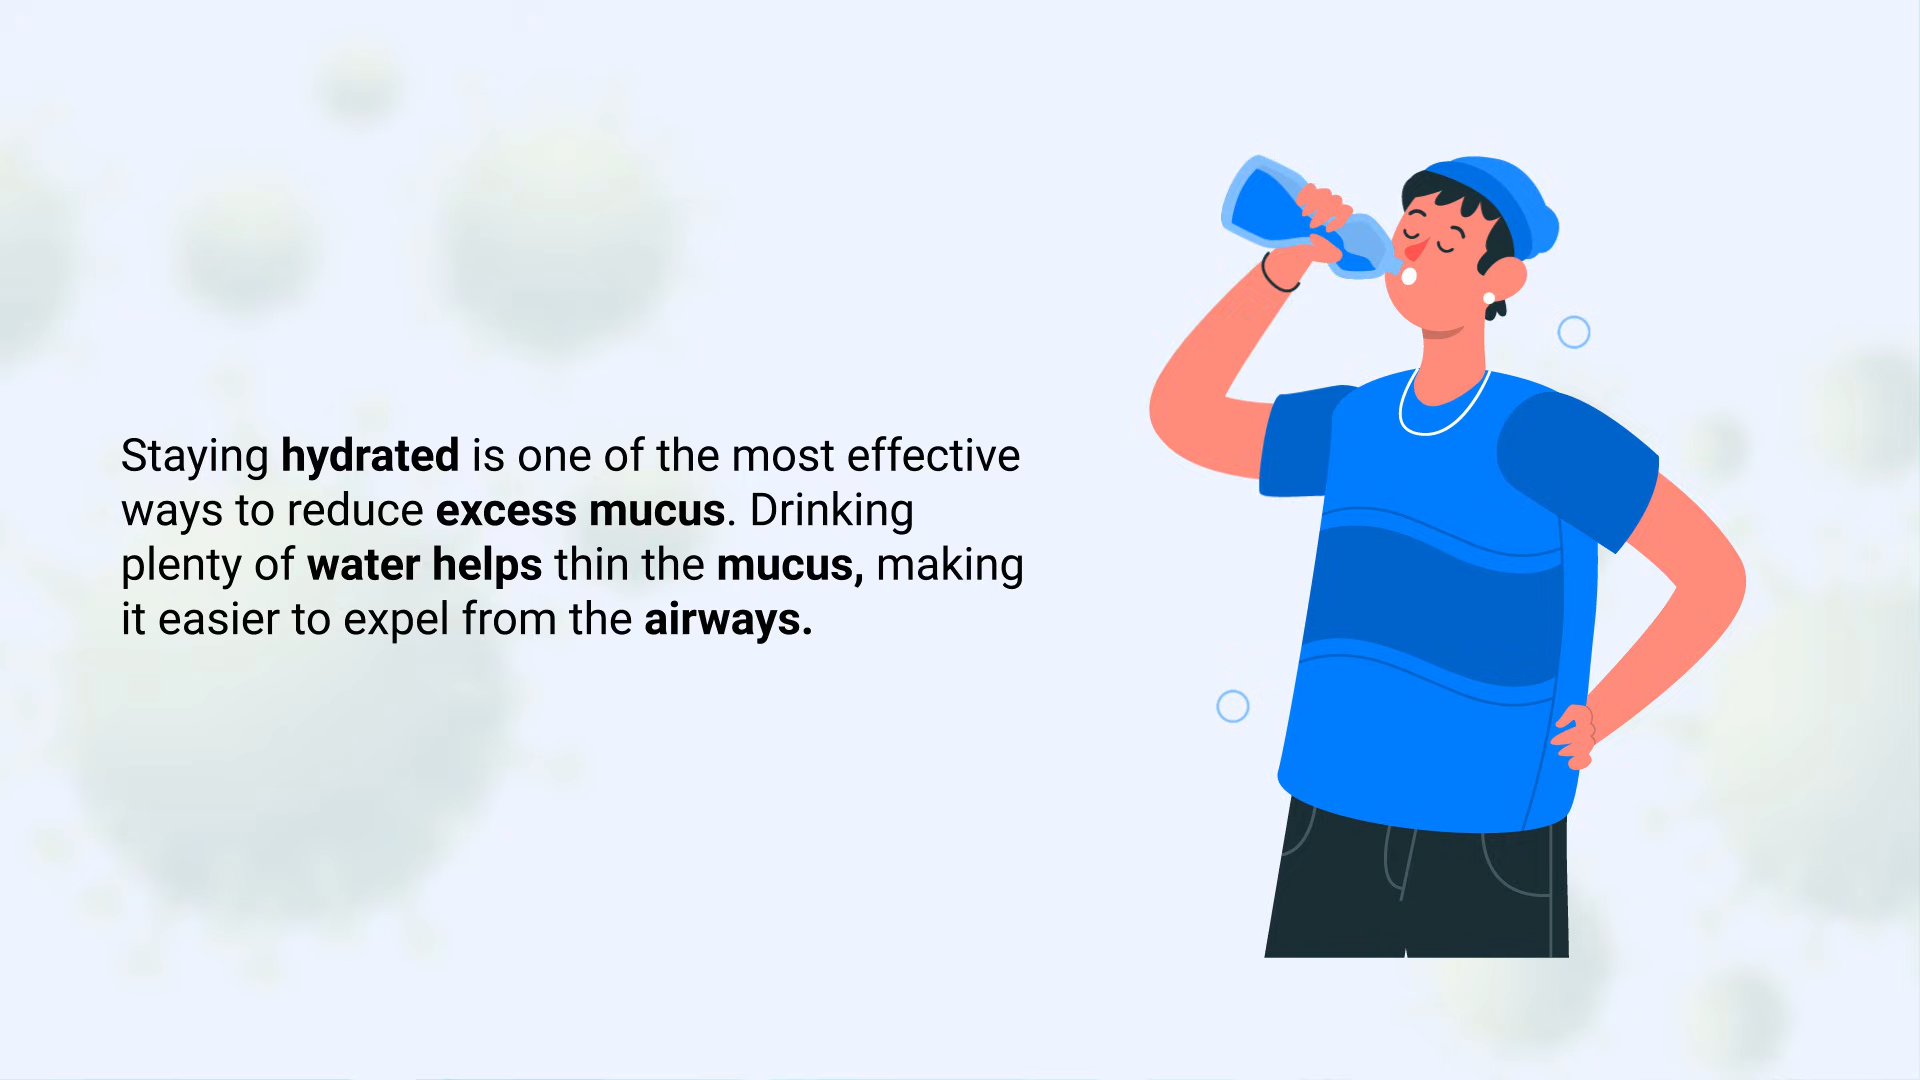 Staying hydrated is one of the most effective
ways to reduce excess mucus. Drinking
plenty of water helps thin the mucus, making
it easier to expel from the airways.